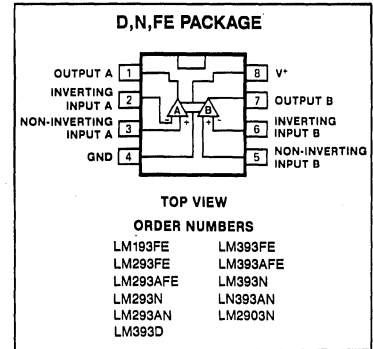 D,N,FE PACKAGE
OUTPUT A 1
INVERTING INPUT A 2
NON-INVERTING INPUT A 3
GND 4
8 V+
7 OUTPUT B
6 INVERTING INPUT B
5 NON-INVERTING INPUT B
A B
- + + -
TOP VIEW
ORDER NUMBERS
LM193FE LM393FE
LM293FE LM393AFE
LM293AFE LM393N
LM293N LN393AN
LM293AN LM2903N
LM393D